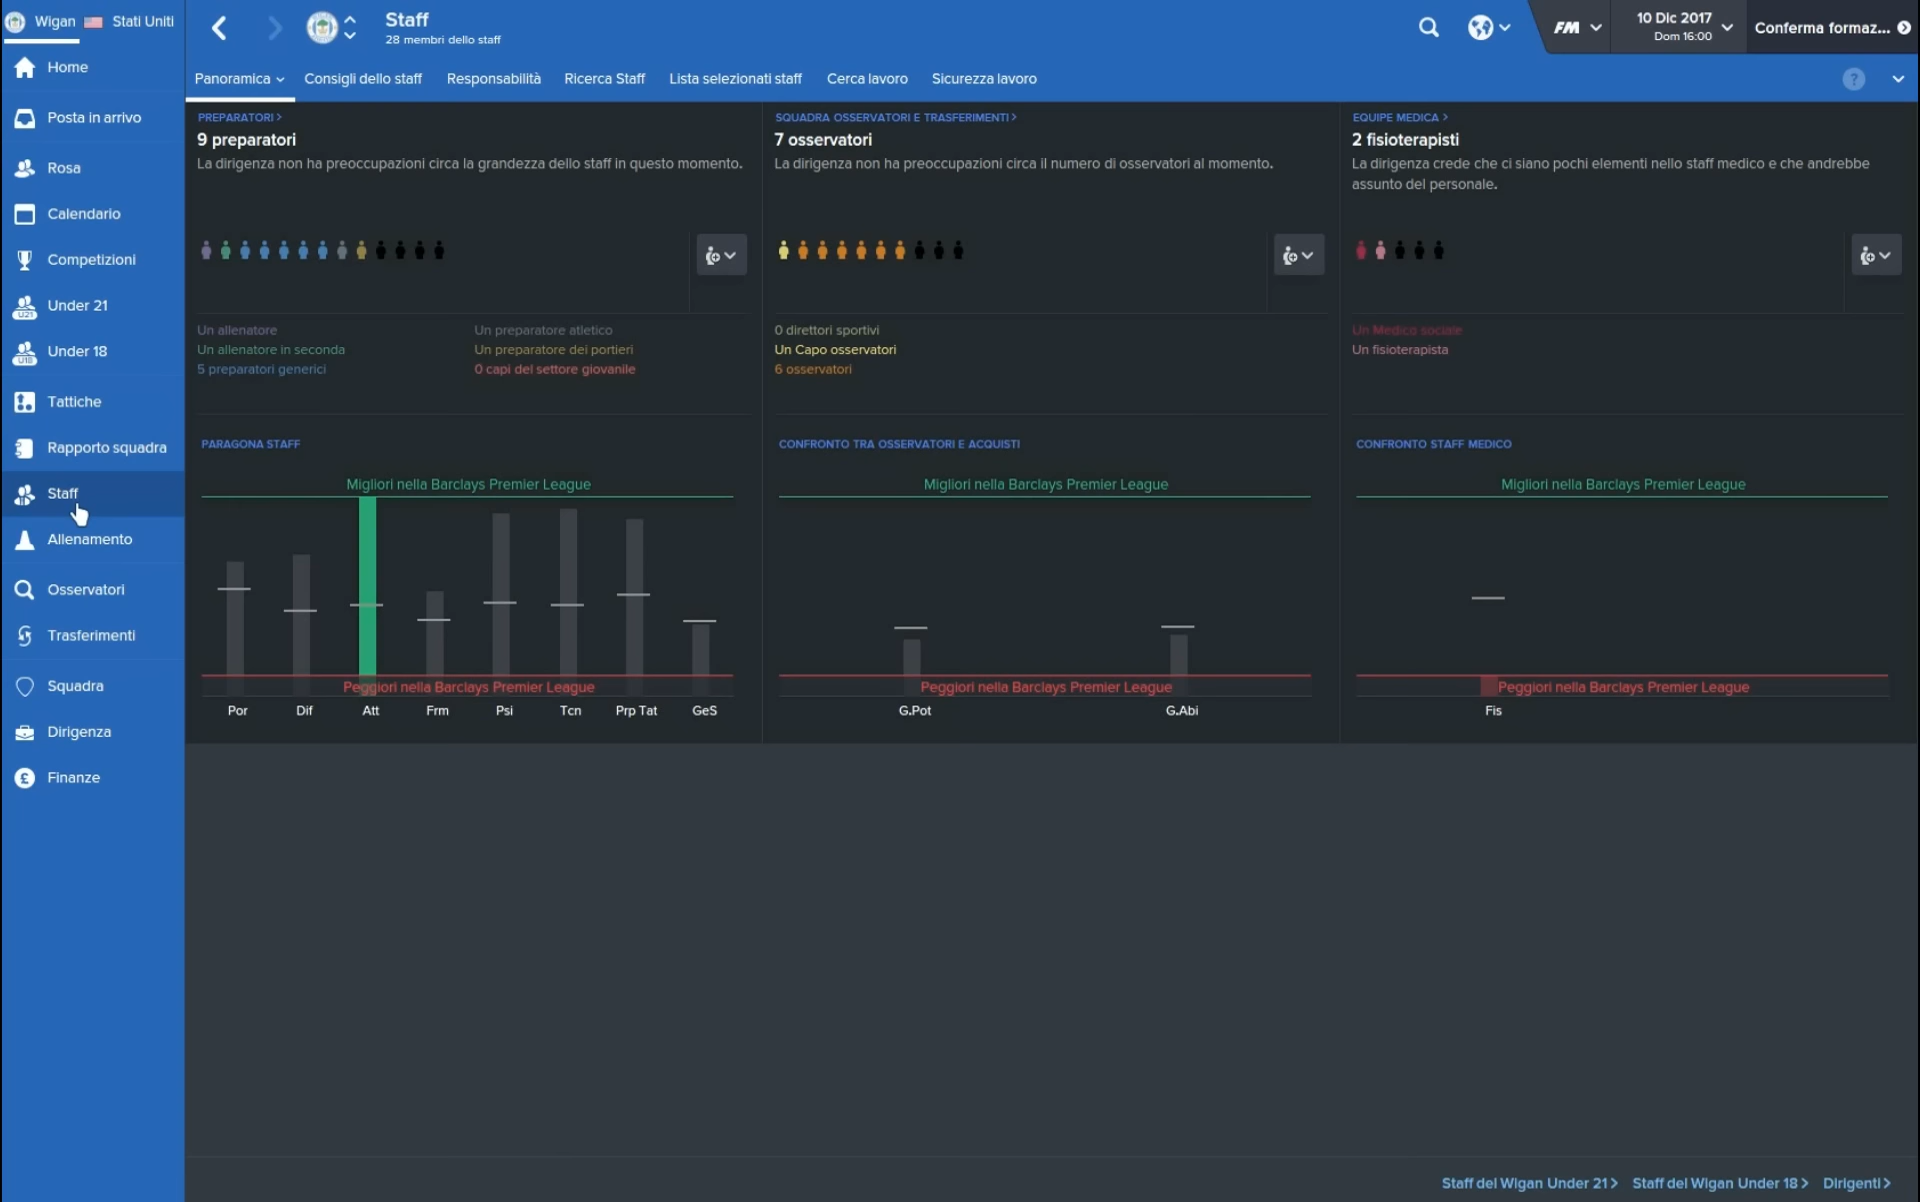 Wigan Stati Uniti
Staff
28 membri dello staff
FM
10 Dic 2017
Dom 16:00
Conferma formaz...
Home
Posta in arrivo
Rosa
Calendario
Competizioni
U21 Under 21
U18 Under 18
Tattiche
Rapporto squadra
Staff
Allenamento
Osservatori
Trasferimenti
Squadra
Dirigenza
£ Finanze
Panoramica Consigli dello staff Responsabilità Ricerca Staff Lista selezionati staff Cerca lavoro Sicurezza lavoro ?
PREPARATORI >
9 preparatori
La dirigenza non ha preoccupazioni circa la grandezza dello staff in questo momento.
Un allenatore
Un allenatore in seconda
5 preparatori generici
Un preparatore atletico
Un preparatore dei portieri
0 capi del settore giovanile
PARAGONA STAFF
Migliori nella Barclays Premier League
Peggiori nella Barclays Premier League
Por Dif Att Frm Psi Tcn Prp Tat GeS
SQUADRA OSSERVATORI E TRASFERIMENTI >
7 osservatori
La dirigenza non ha preoccupazioni circa il numero di osservatori al momento.
0 direttori sportivi
Un Capo osservatori
6 osservatori
CONFRONTO TRA OSSERVATORI E ACQUISTI
Migliori nella Barclays Premier League
Peggiori nella Barclays Premier League
G.Pot G.Abi
EQUIPE MEDICA >
2 fisioterapisti
La dirigenza crede che ci siano pochi elementi nello staff medico e che andrebbe
assunto del personale.
Un Medico sociale
Un fisioterapista
CONFRONTO STAFF MEDICO
Migliori nella Barclays Premier League
Peggiori nella Barclays Premier League
Fis
Staff del Wigan Under 21 > Staff del Wigan Under 18 > Dirigenti >